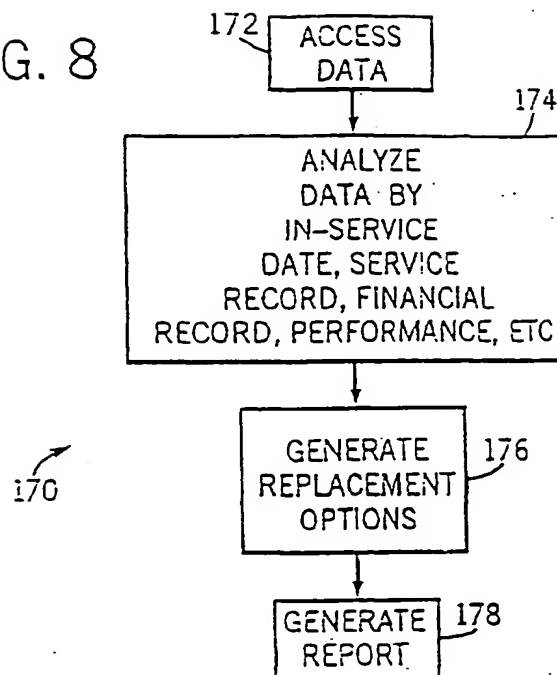 G. 8
172
ACCESS
DATA
174
ANALYZE
DATA BY
IN-SERVICE
DATE, SERVICE
RECORD, FINANCIAL
RECORD, PERFORMANCE, ETC
GENERATE
REPLACEMENT
OPTIONS
176
170
GENERATE
REPORT
178